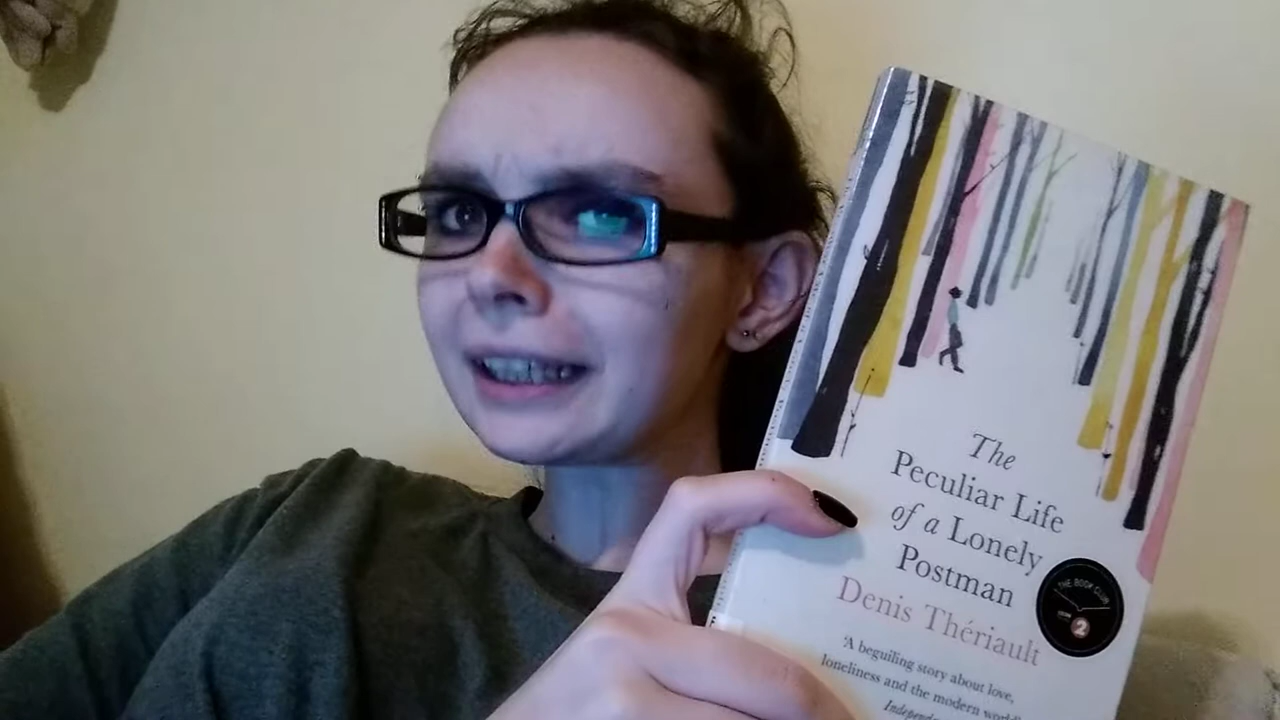 The
Peculiar Life
of a Lonely
Postman
Denis Thériault
THE BOOK CLUB
2
'A beguiling story about love,
loneliness and the modern world'